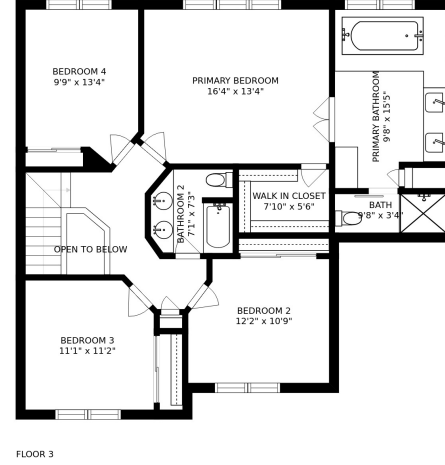 BEDROOM 4
9'9" x 13'4"
PRIMARY BEDROOM
16'4" x 13'4"
PRIMARY BATHROOM
9'8" x 15'5"
BATHROOM 2
7'1" x 7'3"
WALK IN CLOSET
7'10" x 5'6"
BATH
9'8" x 3'4"
OPEN TO BELOW
BEDROOM 2
12'2" x 10'9"
BEDROOM 3
11'1" x 11'2"
FLOOR 3